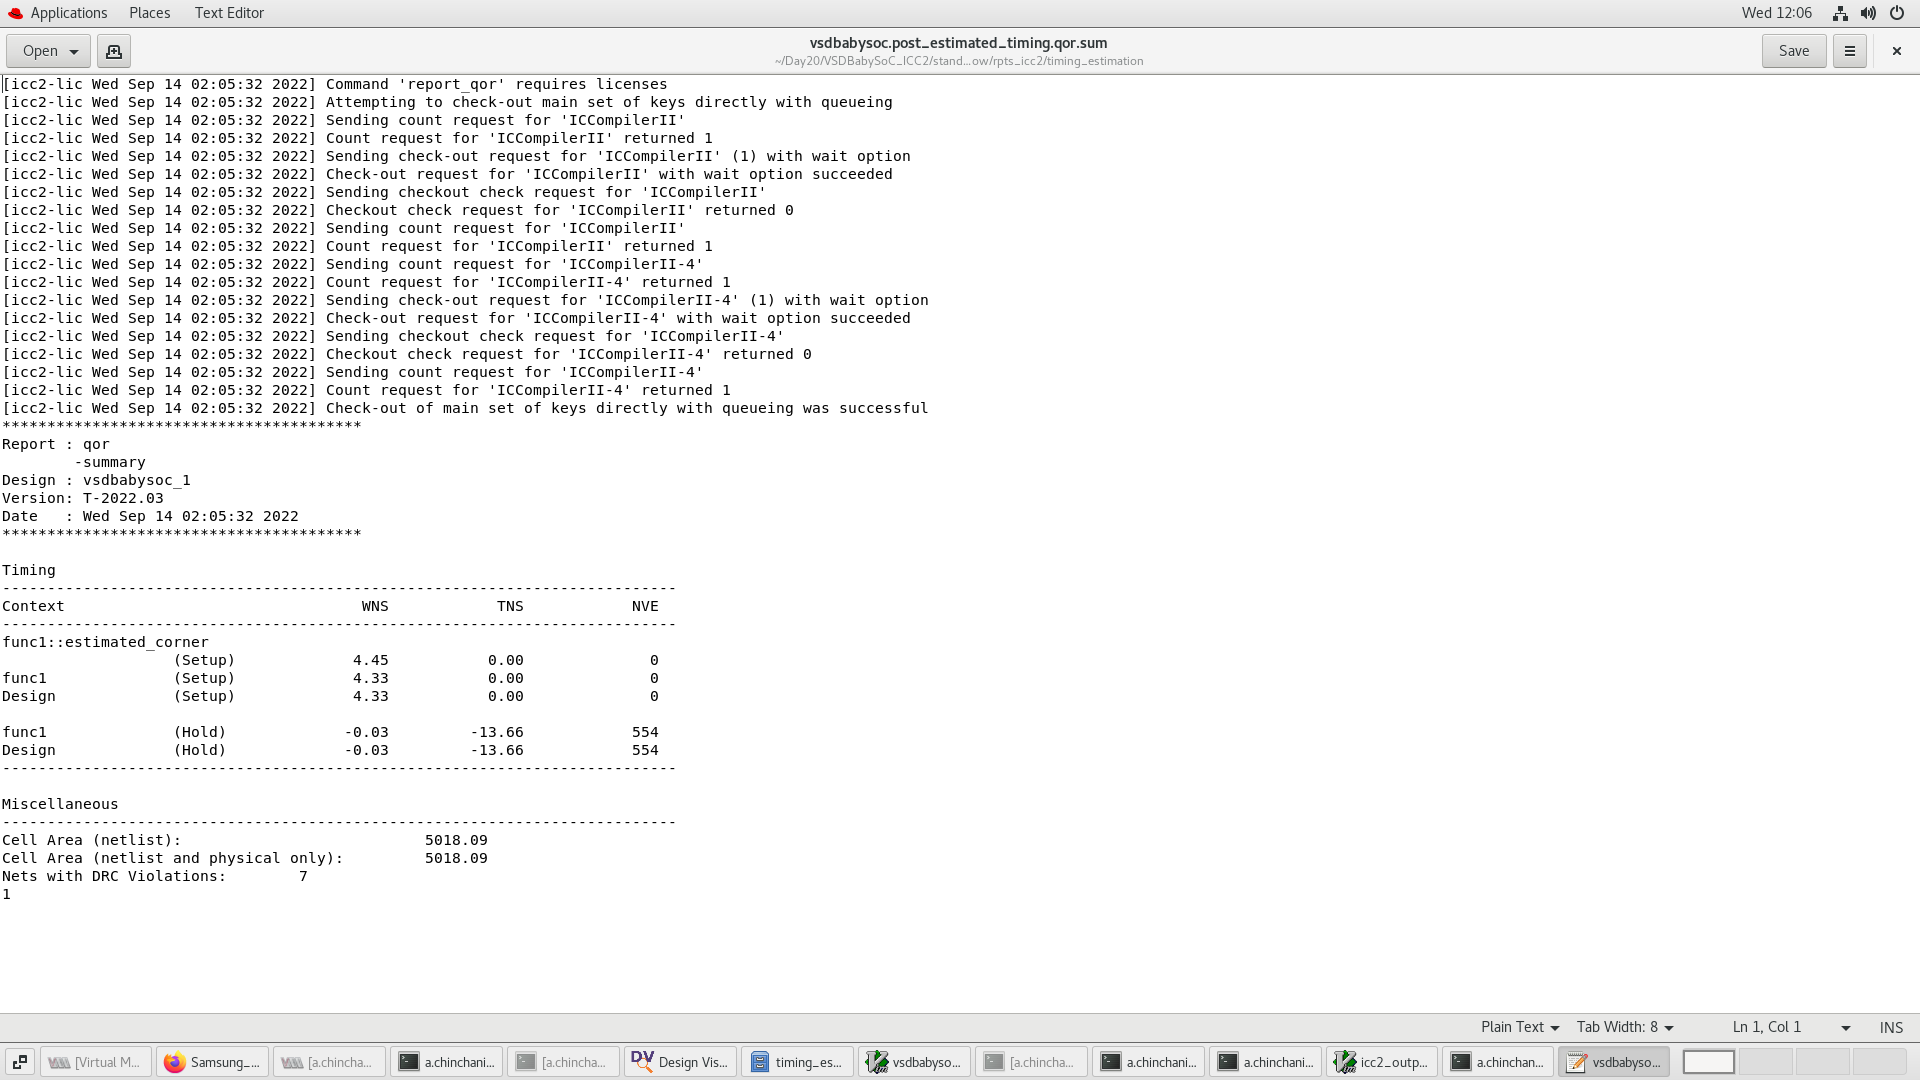 Applications Places Text Editor Wed 12:06
Open vsdbabysoc.post_estimated_timing.qor.sum Save
~/Day20/VSDBabySoC_ICC2/stand...ow/rpts_icc2/timing_estimation
[icc2-lic Wed Sep 14 02:05:32 2022] Command 'report_qor' requires licenses
[icc2-lic Wed Sep 14 02:05:32 2022] Attempting to check-out main set of keys directly with queueing
[icc2-lic Wed Sep 14 02:05:32 2022] Sending count request for 'ICCompilerII'
[icc2-lic Wed Sep 14 02:05:32 2022] Count request for 'ICCompilerII' returned 1
[icc2-lic Wed Sep 14 02:05:32 2022] Sending check-out request for 'ICCompilerII' (1) with wait option
[icc2-lic Wed Sep 14 02:05:32 2022] Check-out request for 'ICCompilerII' with wait option succeeded
[icc2-lic Wed Sep 14 02:05:32 2022] Sending checkout check request for 'ICCompilerII'
[icc2-lic Wed Sep 14 02:05:32 2022] Checkout check request for 'ICCompilerII' returned 0
[icc2-lic Wed Sep 14 02:05:32 2022] Sending count request for 'ICCompilerII'
[icc2-lic Wed Sep 14 02:05:32 2022] Count request for 'ICCompilerII' returned 1
[icc2-lic Wed Sep 14 02:05:32 2022] Sending count request for 'ICCompilerII-4'
[icc2-lic Wed Sep 14 02:05:32 2022] Count request for 'ICCompilerII-4' returned 1
[icc2-lic Wed Sep 14 02:05:32 2022] Sending check-out request for 'ICCompilerII-4' (1) with wait option
[icc2-lic Wed Sep 14 02:05:32 2022] Check-out request for 'ICCompilerII-4' with wait option succeeded
[icc2-lic Wed Sep 14 02:05:32 2022] Sending checkout check request for 'ICCompilerII-4'
[icc2-lic Wed Sep 14 02:05:32 2022] Checkout check request for 'ICCompilerII-4' returned 0
[icc2-lic Wed Sep 14 02:05:32 2022] Sending count request for 'ICCompilerII-4'
[icc2-lic Wed Sep 14 02:05:32 2022] Count request for 'ICCompilerII-4' returned 1
[icc2-lic Wed Sep 14 02:05:32 2022] Check-out of main set of keys directly with queueing was successful
****************************************
Report : qor
        -summary
Design : vsdbabysoc_1
Version: T-2022.03
Date   : Wed Sep 14 02:05:32 2022
****************************************
Timing
---------------------------------------------------------------------------
Context                                 WNS            TNS            NVE
---------------------------------------------------------------------------
func1::estimated_corner
                   (Setup)             4.45           0.00              0
func1              (Setup)             4.33           0.00              0
Design             (Setup)             4.33           0.00              0
func1              (Hold)             -0.03         -13.66            554
Design             (Hold)             -0.03         -13.66            554
---------------------------------------------------------------------------
Miscellaneous
---------------------------------------------------------------------------
Cell Area (netlist):                           5018.09
Cell Area (netlist and physical only):         5018.09
Nets with DRC Violations:        7
1
Plain Text Tab Width: 8 Ln 1, Col 1 INS
[Virtual M... Samsung_... [a.chincha... a.chinchani... [a.chincha... DV Design Vis... timing_es... vsdbabyso... [a.chincha... a.chinchani... a.chinchani... icc2_outp... a.chinchan... vsdbabyso...